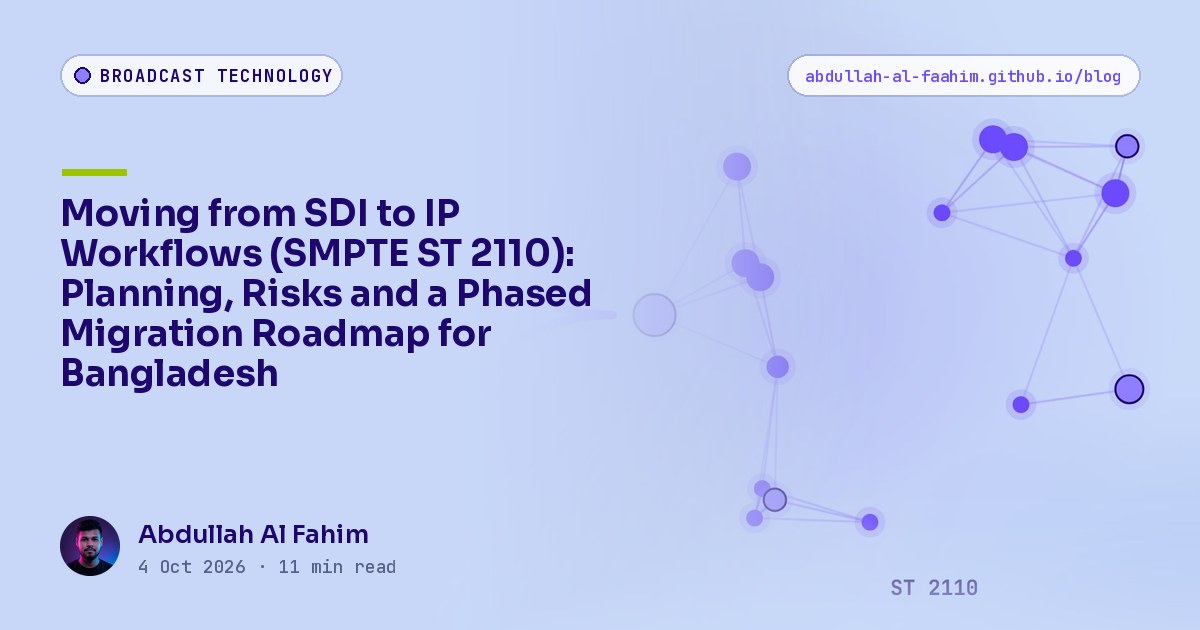 BROADCAST TECHNOLOGY
abdullah-al-faahim.github.io/blog
Moving from SDI to IP
Workflows (SMPTE ST 2110):
Planning, Risks and a Phased
Migration Roadmap for
Bangladesh
Abdullah Al Fahim
4 Oct 2026 · 11 min read
ST 2110